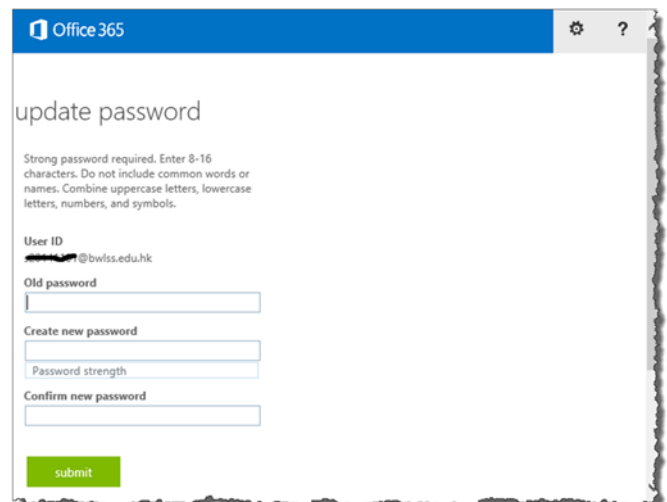 Office 365
?
update password
Strong password required. Enter 8-16
characters. Do not include common words or
names. Combine uppercase letters, lowercase
letters, numbers, and symbols.
User ID
@bwlss.edu.hk
Old password
Create new password
Password strength
Confirm new password
submit